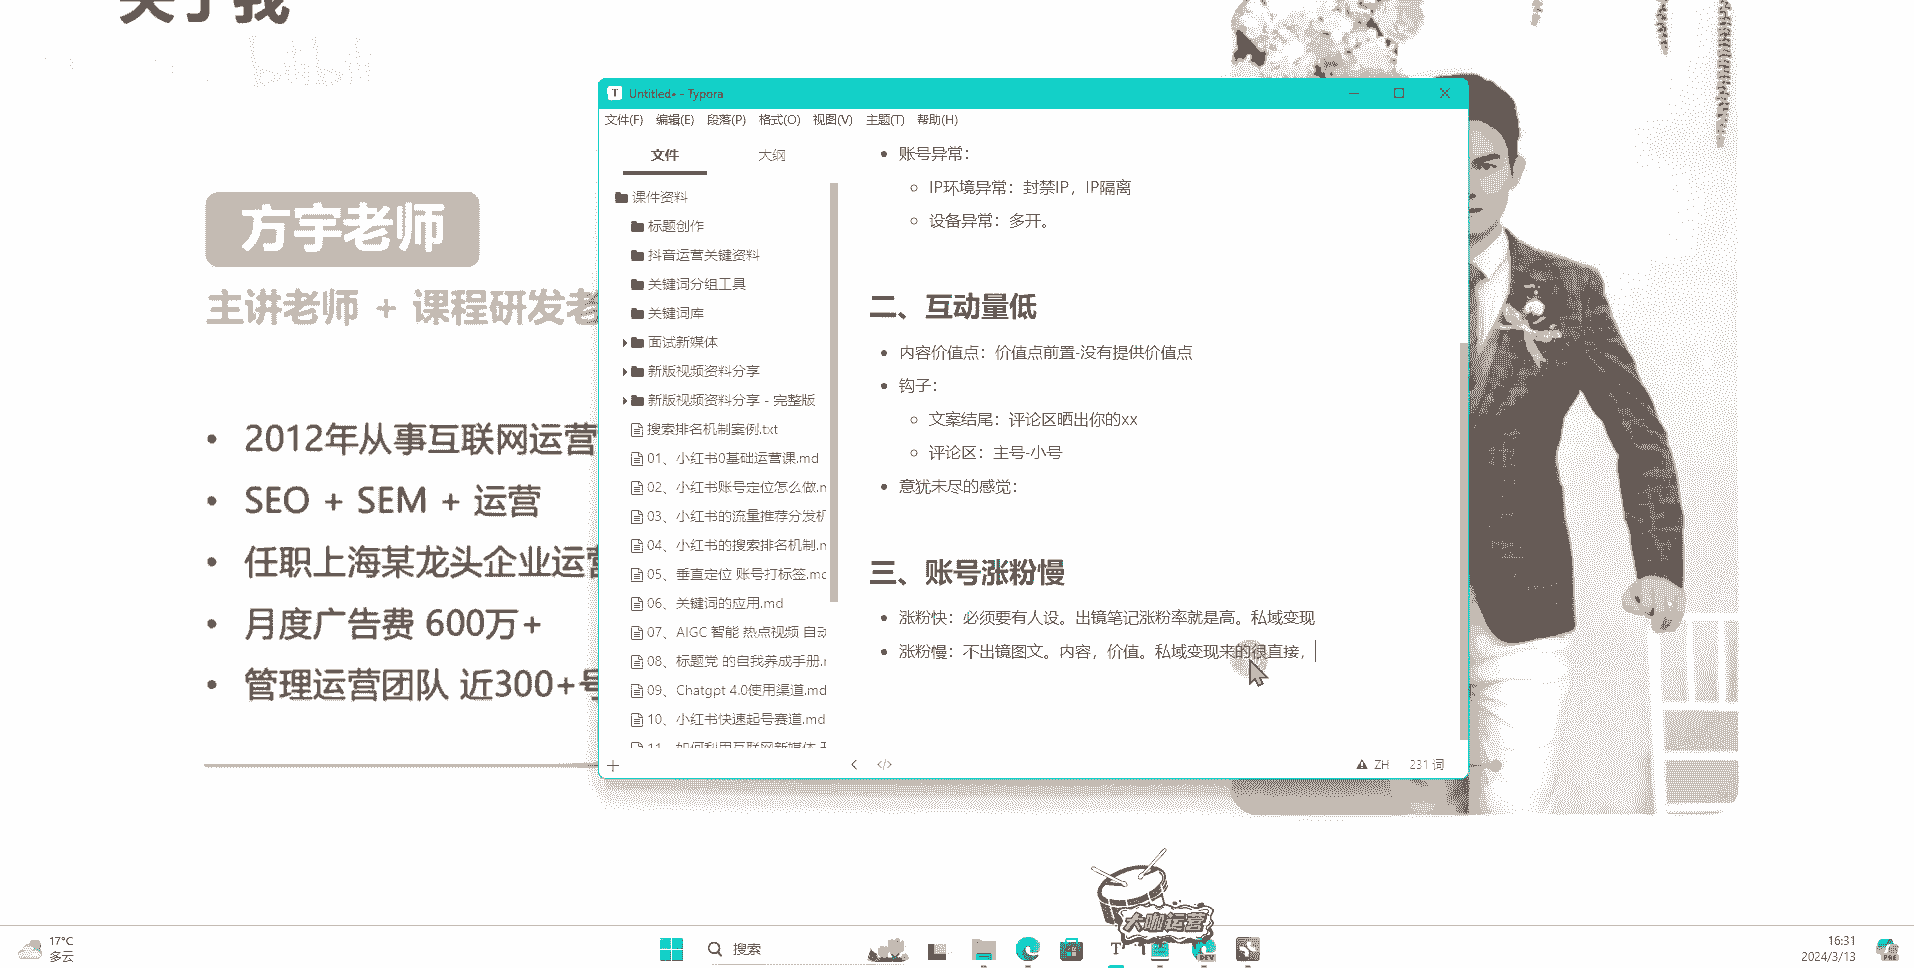 关于我
bilibili
方宇老师
主讲老师 + 课程研发老
2012年从事互联网运营
SEO + SEM + 运营
任职上海某龙头企业运营
月度广告费 600万+
管理运营团队 近300+号
Untitled• - Typora
文件(F) 编辑(E) 段落(P) 格式(O) 视图(V) 主题(T) 帮助(H)
文件 大纲
课件资料
标题创作
抖音运营关键资料
关键词分组工具
关键词库
面试新媒体
新版视频资料分享
新版视频资料分享 - 完整版
搜索排名机制案例.txt
01、小红书0基础运营课.md
02、小红书账号定位怎么做.m
03、小红书的流量推荐分发机
04、小红书的搜索排名机制.m
05、垂直定位 账号打标签.mc
06、关键词的应用.md
07、AIGC 智能 热点视频 自动
08、标题党 的自我养成手册.r
09、Chatgpt 4.0使用渠道.md
10、小红书快速起号赛道.md
11、如何利用互联网新媒体
账号异常：
IP环境异常：封禁IP，IP隔离
设备异常：多开。
二、互动量低
内容价值点：价值点前置-没有提供价值点
钩子：
文案结尾：评论区晒出你的xx
评论区：主号-小号
意犹未尽的感觉：
三、账号涨粉慢
涨粉快：必须要有人设。出镜笔记涨粉率就是高。私域变现
涨粉慢：不出镜图文。内容，价值。私域变现来的很直接，
ZH 231 词
大咖运营
17°C
多云
搜索
DEV
16:31
2024/3/13
PRE